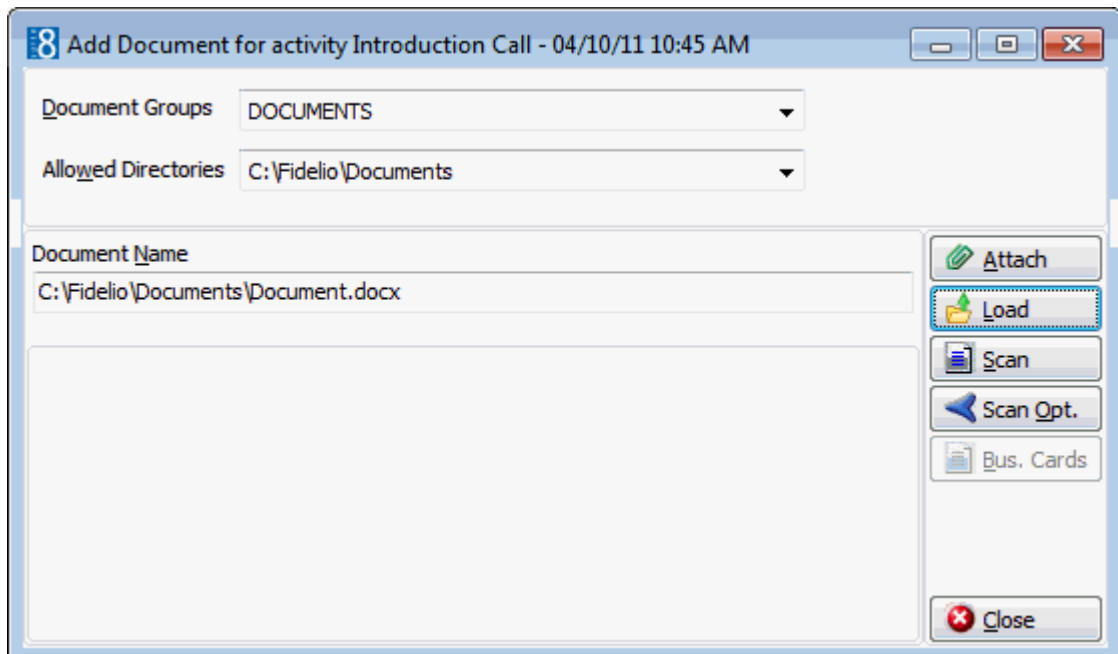 8 Add Document for activity Introduction Call - 04/10/11 10:45 AM
Document Groups DOCUMENTS
Allowed Directories C:\Fidelio\Documents
Document Name
C:\Fidelio\Documents\Document.docx
Attach
Load
Scan
Scan Opt.
Bus. Cards
Close